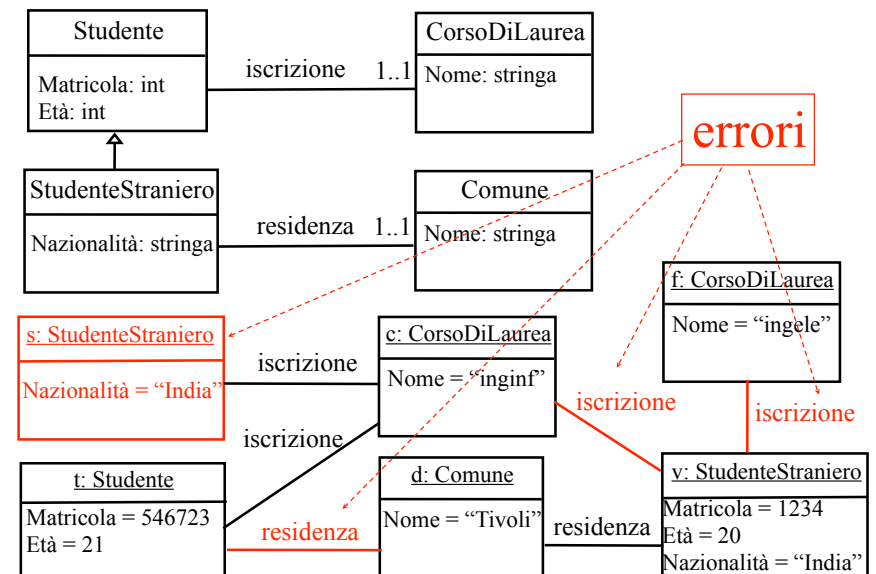 Studente
CorsoDiLaurea
Matricola: int
Età: int
iscrizione
1..1
Nome: stringa
errori
StudenteStraniero
Comune
Nazionalità: stringa
residenza
1..1
Nome: stringa
f: CorsoDiLaurea
Nome = “ingele”
s: StudenteStraniero
c: CorsoDiLaurea
iscrizione
Nazionalità = “India”
Nome = “inginf”
iscrizione
iscrizione
iscrizione
t: Studente
d: Comune
v: StudenteStraniero
Matricola = 546723
Età = 21
residenza
Nome = “Tivoli”
residenza
Matricola = 1234
Età = 20
Nazionalità = “India”